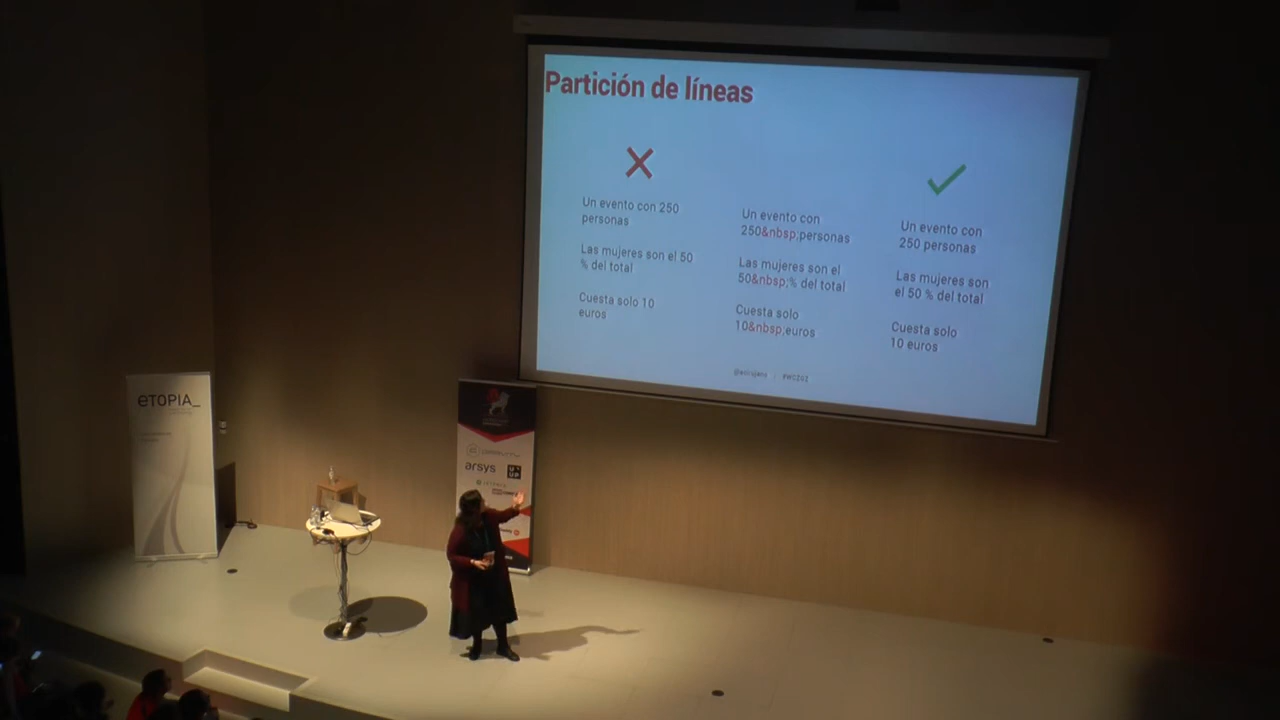 Partición de líneas
Un evento con 250
personas
Las mujeres son el 50
% del total
Cuesta solo 10
euros
Un evento con
250&nbsp;personas
Las mujeres son el
50&nbsp;% del total
Cuesta solo
10&nbsp;euros
Un evento con
250 personas
Las mujeres son
el 50 % del total
Cuesta solo
10 euros
#WCZGZ
eTOPIA_
arsys